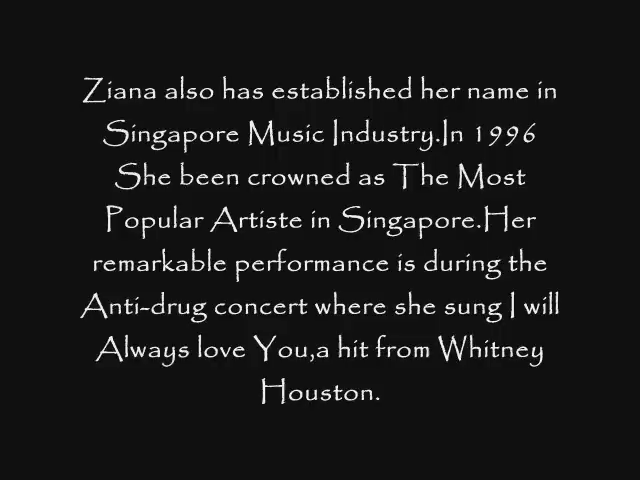 Ziana also has established her name in
Singapore Music Industry.In 1996
She been crowned as The Most
Popular Artiste in Singapore.Her
remarkable performance is during the
Anti-drug concert where she sung I will
Always love You,a hit from Whitney
Houston.